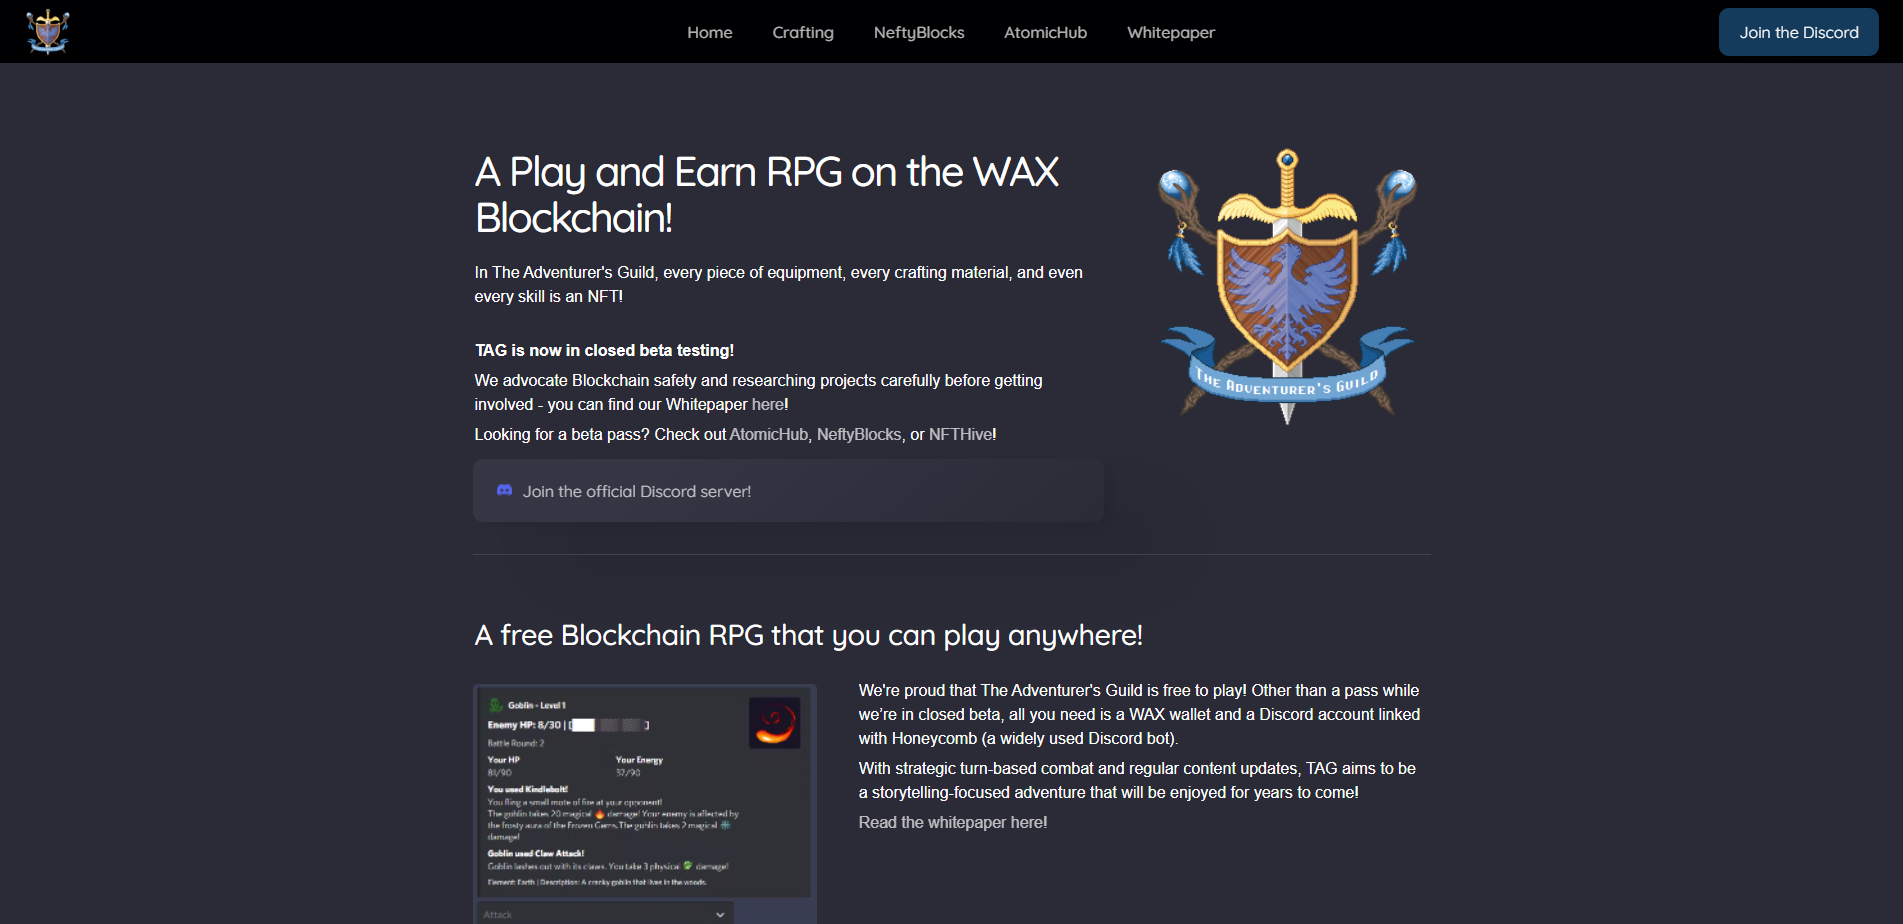 Home
Crafting
NeftyBlocks
AtomicHub
Whitepaper
Join the Discord
A Play and Earn RPG on the WAX
Blockchain!
In The Adventurer's Guild, every piece of equipment, every crafting material, and even
every skill is an NFT!
TAG is now in closed beta testing!
We advocate Blockchain safety and researching projects carefully before getting
involved - you can find our Whitepaper here!
Looking for a beta pass? Check out AtomicHub, NeftyBlocks, or NFTHive!
Join the official Discord server!
THE ADVENTURER'S GUILD
A free Blockchain RPG that you can play anywhere!
Goblin - Level 1
Enemy HP: 8/30 | [ ]
Battle Round: 2
Your HP
Your Energy
81/90
37/90
You used Kindlebolt!
You fling a small mote of fire at your opponent!
The goblin takes 20 magical damage! Your enemy is affected by
the frosty aura of the Frozen Gems.The goblin takes 2 magical
damage!
Goblin used Claw Attack!
Goblin lashes out with its claws. You take 3 physical damage!
Element: Earth | Description: A cranky goblin that lives in the woods.
Attack
We're proud that The Adventurer's Guild is free to play! Other than a pass while
we're in closed beta, all you need is a WAX wallet and a Discord account linked
with Honeycomb (a widely used Discord bot).
With strategic turn-based combat and regular content updates, TAG aims to be
a storytelling-focused adventure that will be enjoyed for years to come!
Read the whitepaper here!